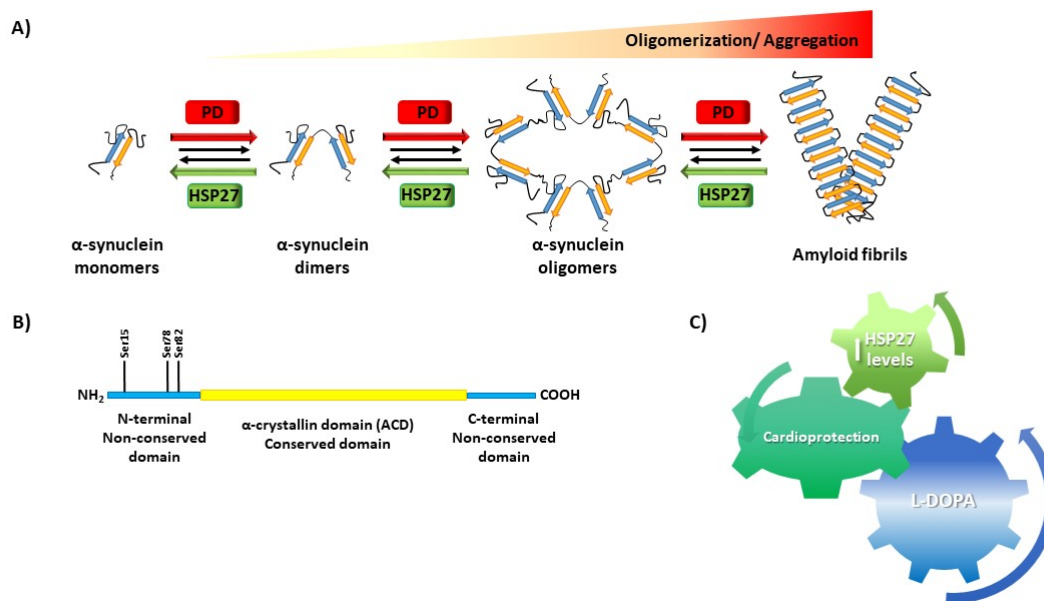 A)
Oligomerization/ Aggregation
PD
PD
PD
HSP27
HSP27
HSP27
α-synuclein
monomers
α-synuclein
dimers
α-synuclein
oligomers
Amyloid fibrils
B)
Ser15
Ser78
Ser82
NH2
COOH
N-terminal
Non-conserved
domain
α-crystallin domain (ACD)
Conserved domain
C-terminal
Non-conserved
domain
C)
HSP27
levels
Cardioprotection
L-DOPA